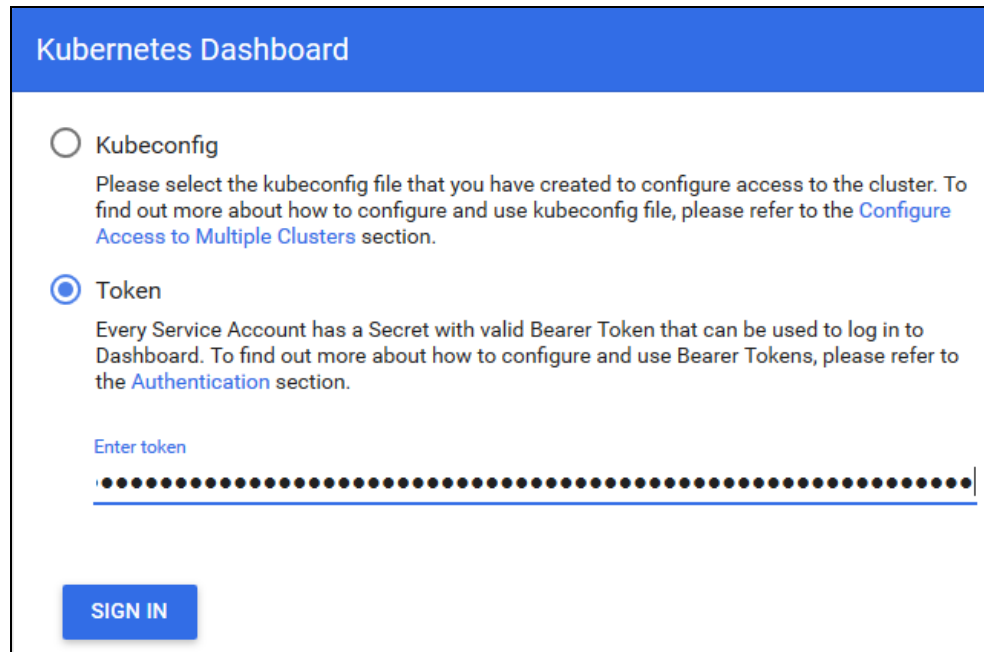 Kubernetes Dashboard
Kubeconfig
Please select the kubeconfig file that you have created to configure access to the cluster. To
find out more about how to configure and use kubeconfig file, please refer to the Configure
Access to Multiple Clusters section.
Token
Every Service Account has a Secret with valid Bearer Token that can be used to log in to
Dashboard. To find out more about how to configure and use Bearer Tokens, please refer to
the Authentication section.
Enter token
SIGN IN